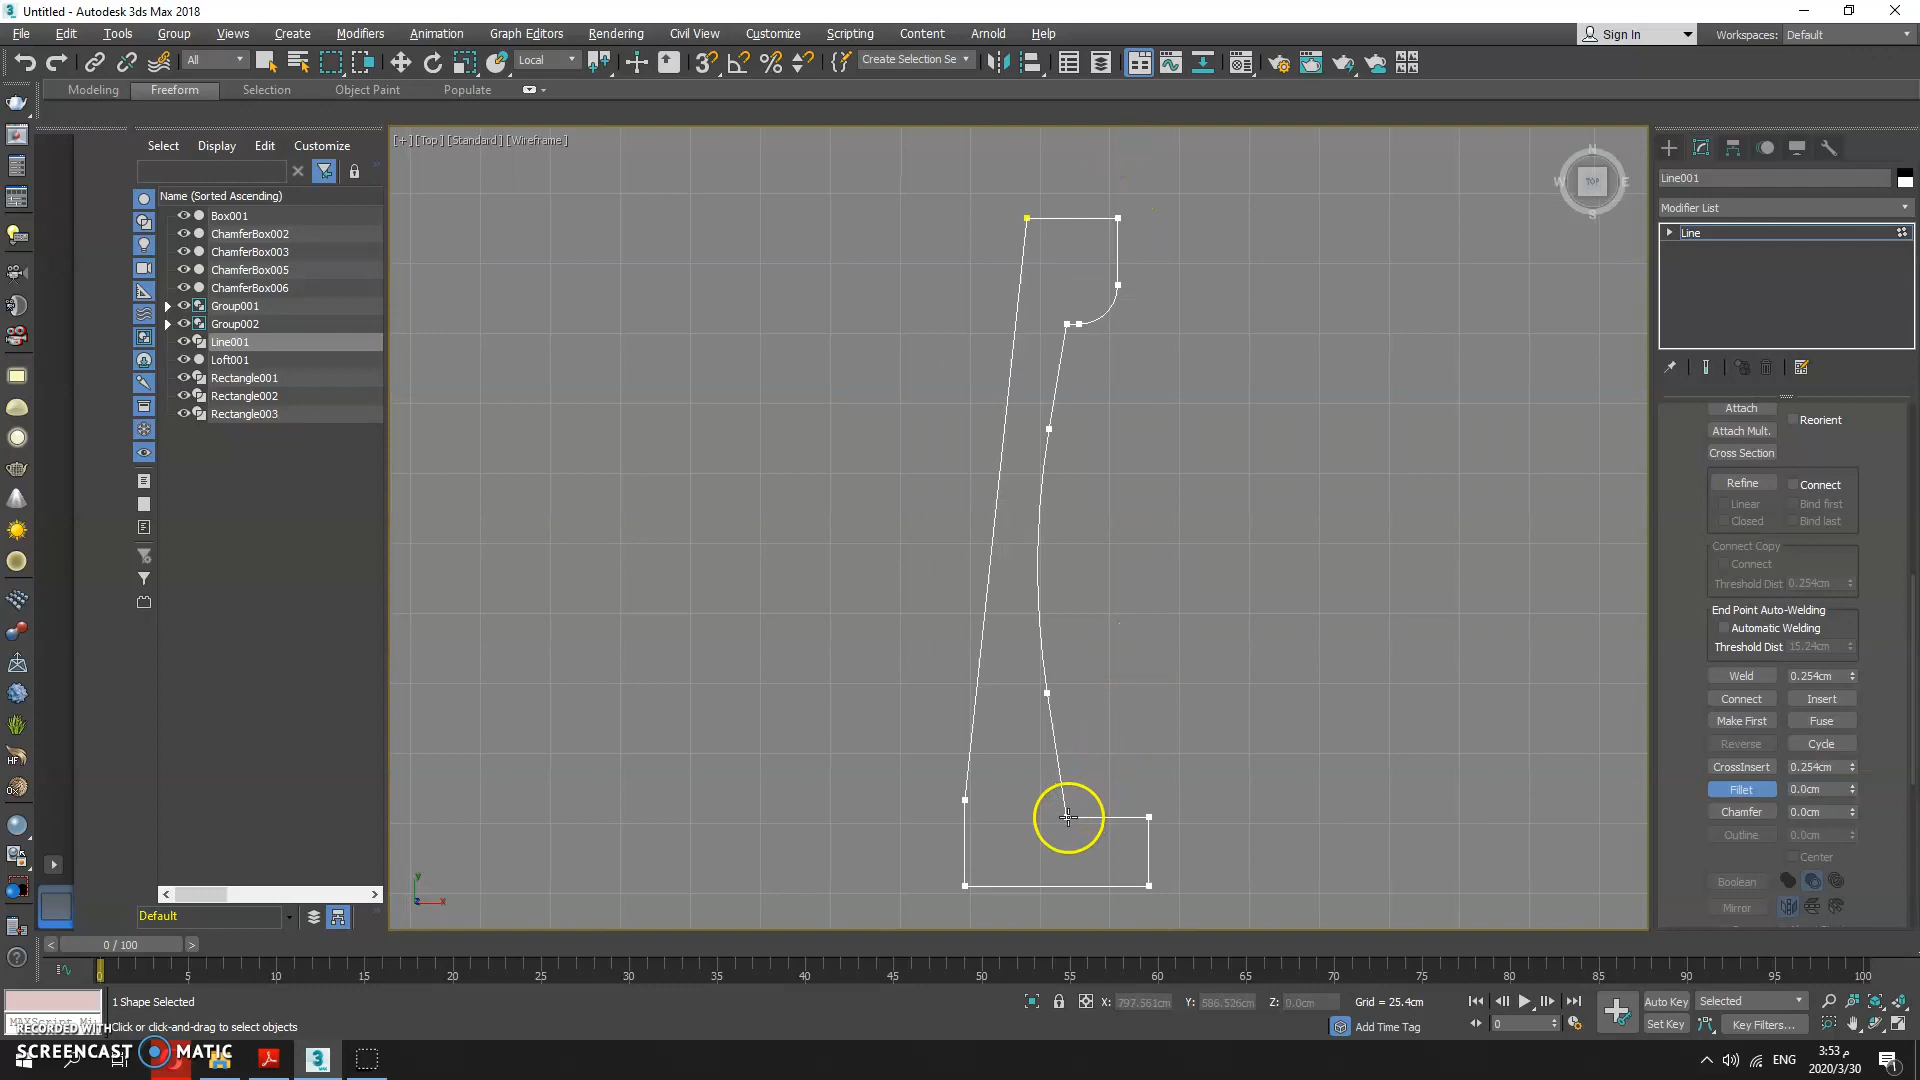 Untitled - Autodesk 3ds Max 2018
File Edit Tools Group Views Create Modifiers Animation Graph Editors Rendering Civil View Customize Scripting Content Arnold Help Sign In Workspaces: Default
All Local Create Selection Se
Modeling Freeform Selection Object Paint Populate
Select Display Edit Customize
[+] [Top] [Standard] [Wireframe]
N
W TOP E
S
Line001
Modifier List
Line
Name (Sorted Ascending)
Box001
ChamferBox002
ChamferBox003
ChamferBox005
ChamferBox006
Group001
Group002
Line001
Loft001
Rectangle001
Rectangle002
Rectangle003
Attach
Reorient
Attach Mult.
Cross Section
Refine Connect
Linear Bind first
Closed Bind last
Connect Copy
Connect
Threshold Dist 0.254cm
End Point Auto-Welding
Automatic Welding
Threshold Dist 15.24cm
Weld 0.254cm
Connect Insert
Make First Fuse
Reverse Cycle
CrossInsert 0.254cm
Fillet 0.0cm
Chamfer 0.0cm
Outline 0.0cm
Center
Boolean
Mirror
y
x
Default
0 / 100
0 5 10 15 20 25 30 35 40 45 50 55 60 65 70 75 80 85 90 95 100
1 Shape Selected
X: 797.561cm Y: 586.526cm Z: 0.0cm Grid = 25.4cm
Auto Key Selected
Click or click-and-drag to select objects
Add Time Tag
0
Set Key Key Filters...
RECORDED WITH
SCREENCAST MATIC
ENG
3:53 م
2020/3/30